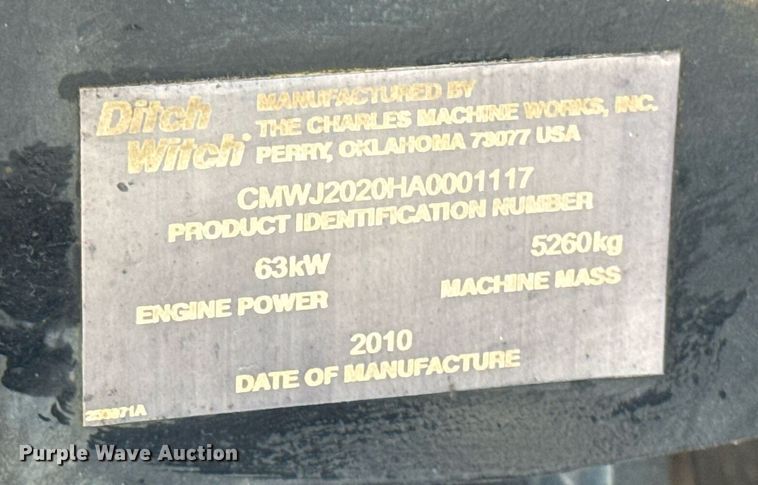 Ditch Witch®
MANUFACTURED BY
THE CHARLES MACHINE WORKS, INC.
PERRY, OKLAHOMA 73077 USA
CMWJ2020HA0001117
PRODUCT IDENTIFICATION NUMBER
63kW
ENGINE POWER
5260kg
MACHINE MASS
2010
DATE OF MANUFACTURE
Purple Wave Auction